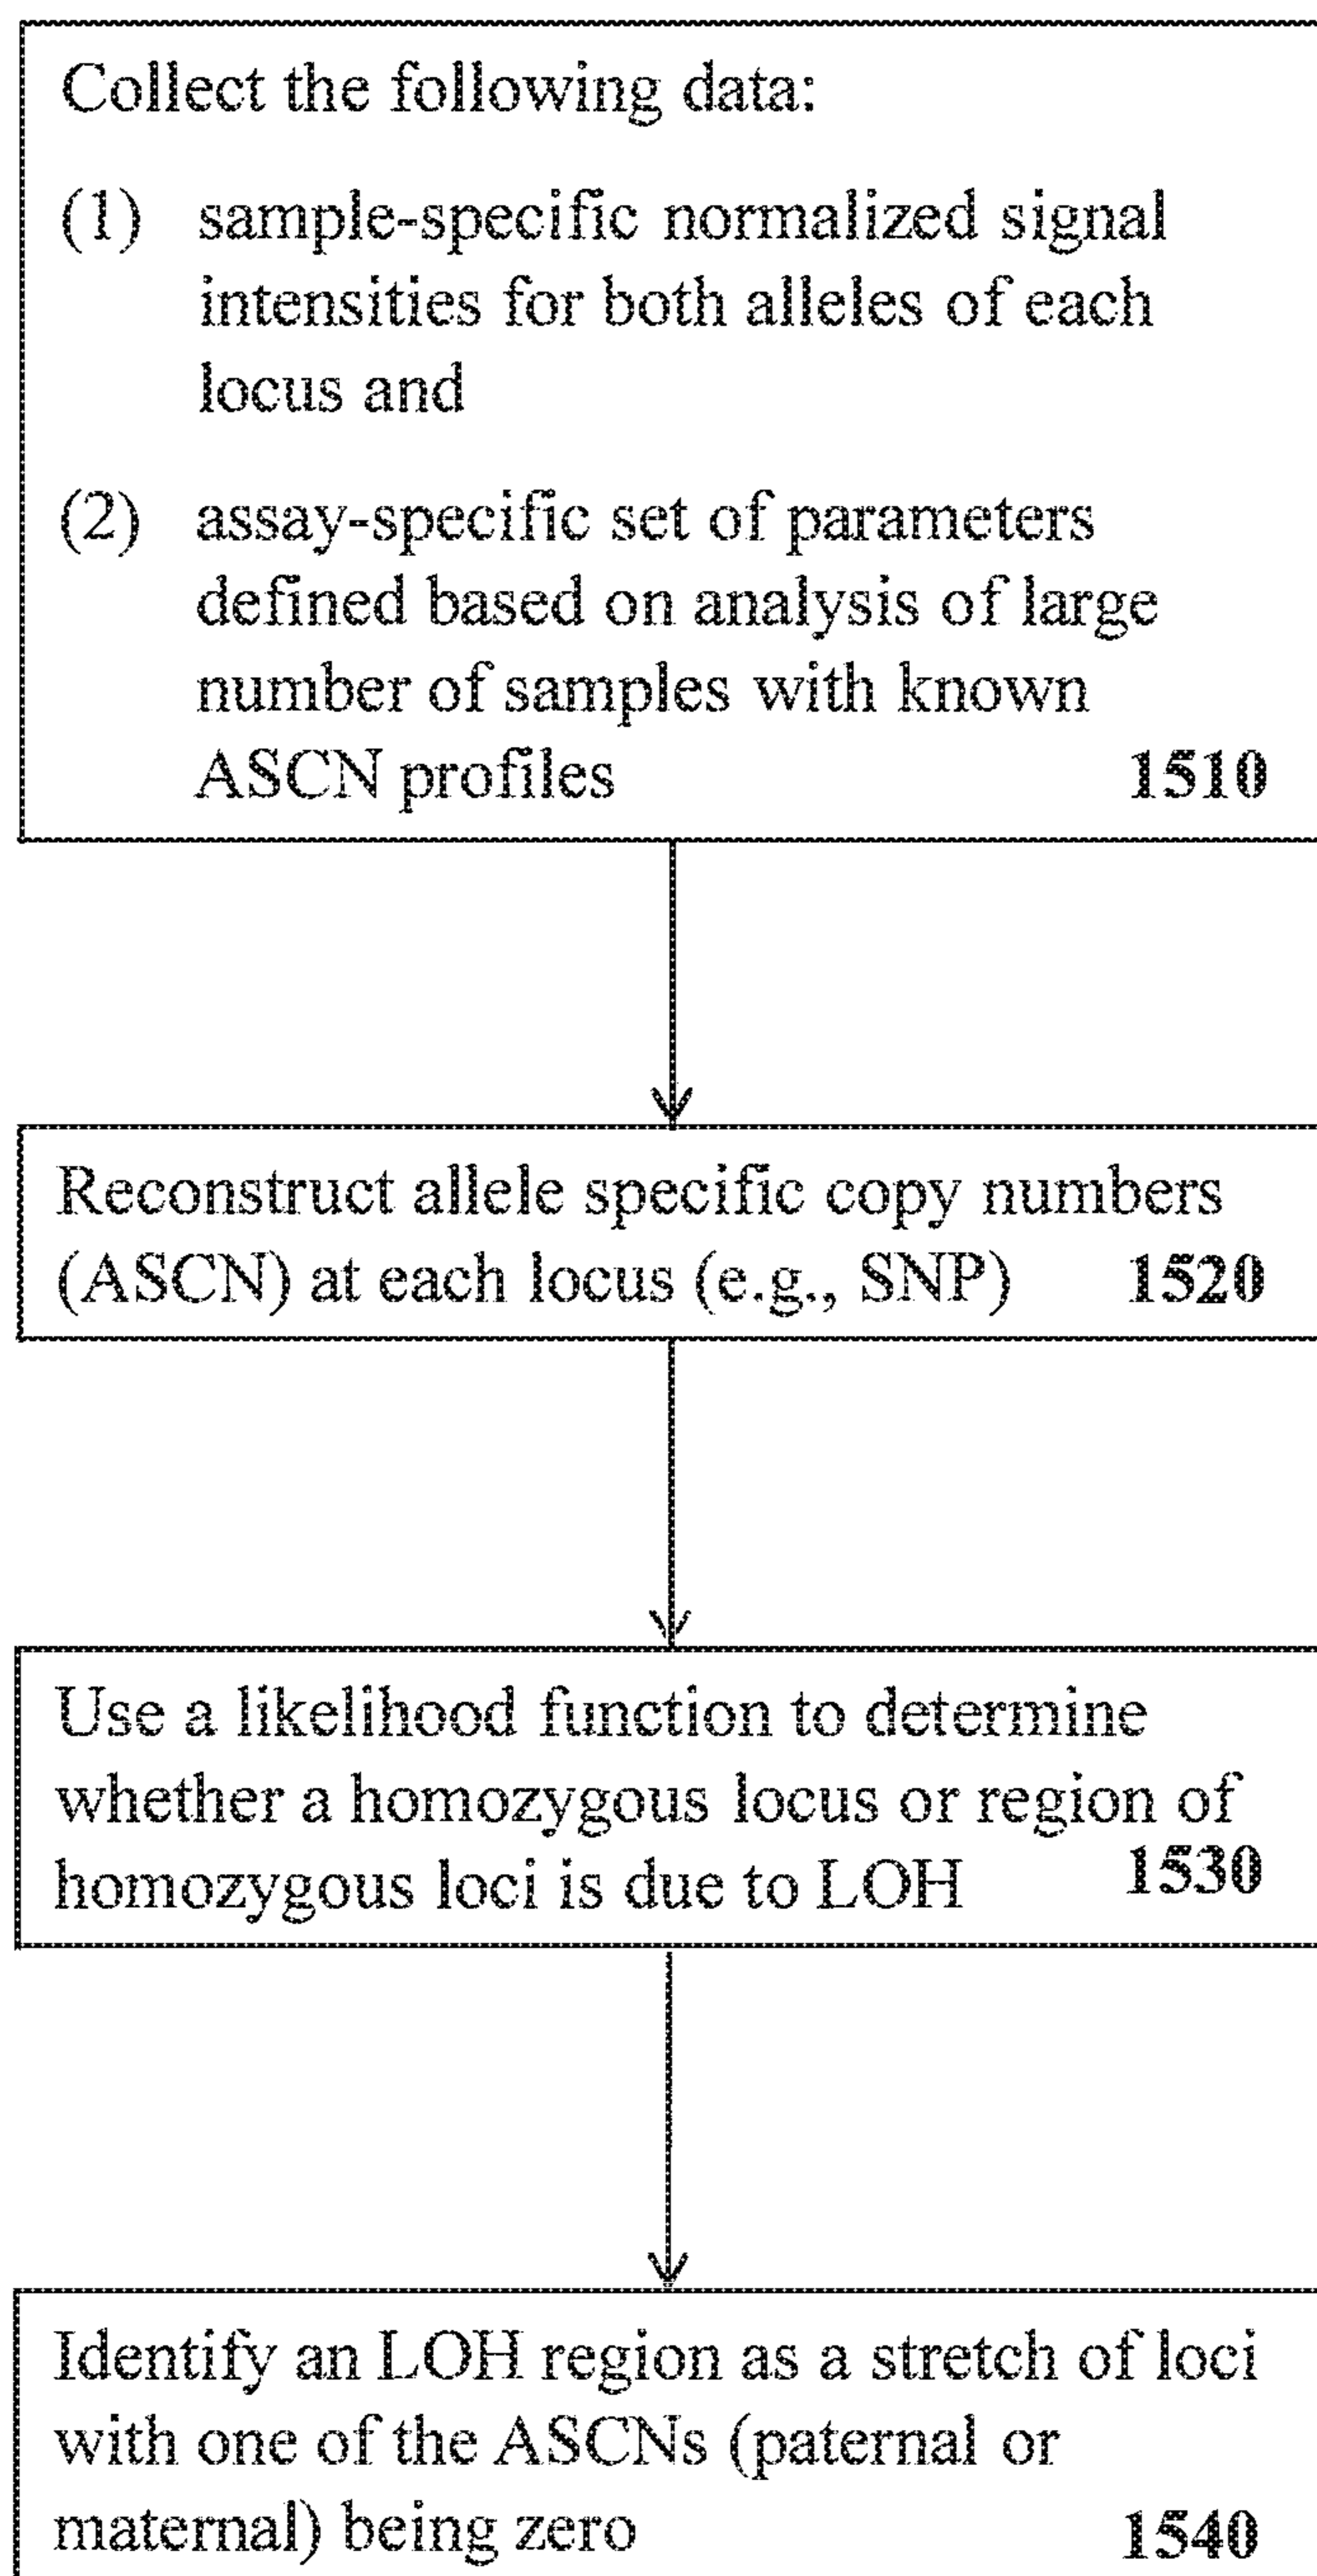 Collect the following data:
(1) sample-specific normalized signal
intensities for both alleles of each
locus and
(2) assay-specific set of parameters
defined based on analysis of large
number of samples with known
ASCN profiles 1510
Reconstruct allele specific copy numbers
(ASCN) at each locus (e.g., SNP) 1520
Use a likelihood function to determine
whether a homozygous locus or region of
homozygous loci is due to LOH 1530
Identify an LOH region as a stretch of loci
with one of the ASCNs (paternal or
maternal) being zero 1540